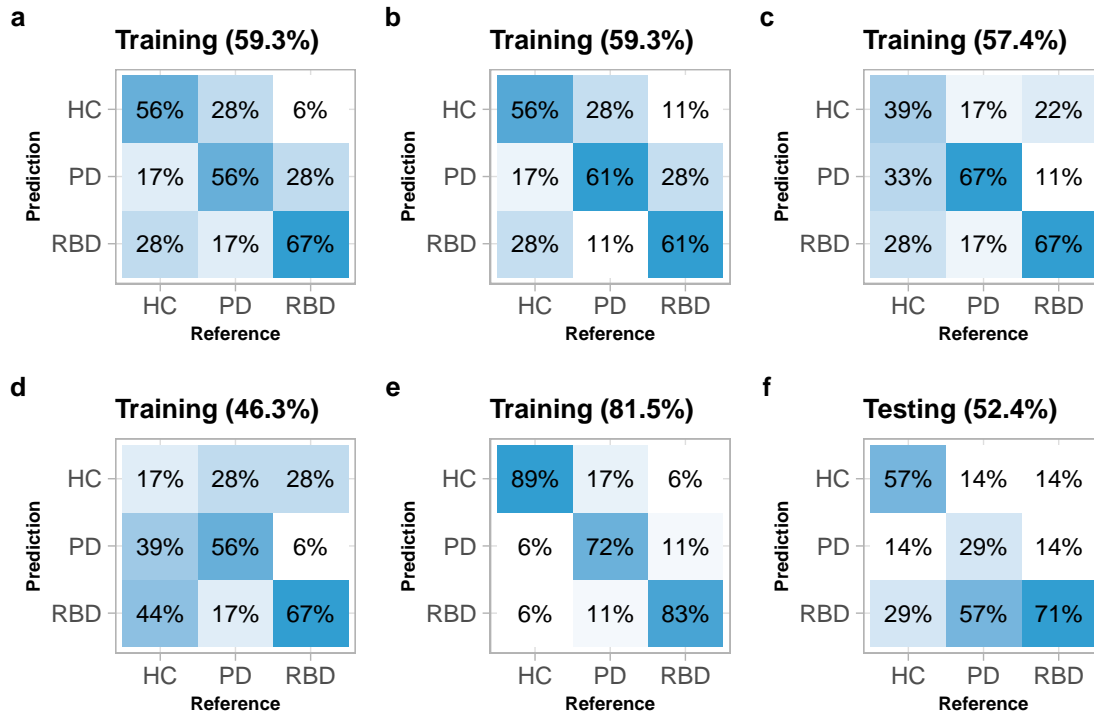 a
Training (59.3%)
HC
56% 28% 6%
PD
17% 56% 28%
RBD
28% 17% 67%
Prediction
HC PD RBD
Reference
b
Training (59.3%)
HC
56% 28% 11%
PD
17% 61% 28%
RBD
28% 11% 61%
Prediction
HC PD RBD
Reference
c
Training (57.4%)
HC
39% 17% 22%
PD
33% 67% 11%
RBD
28% 17% 67%
Prediction
HC PD RBD
Reference
d
Training (46.3%)
HC
17% 28% 28%
PD
39% 56% 6%
RBD
44% 17% 67%
Prediction
HC PD RBD
Reference
e
Training (81.5%)
HC
89% 17% 6%
PD
6% 72% 11%
RBD
6% 11% 83%
Prediction
HC PD RBD
Reference
f
Testing (52.4%)
HC
57% 14% 14%
PD
14% 29% 14%
RBD
29% 57% 71%
Prediction
HC PD RBD
Reference